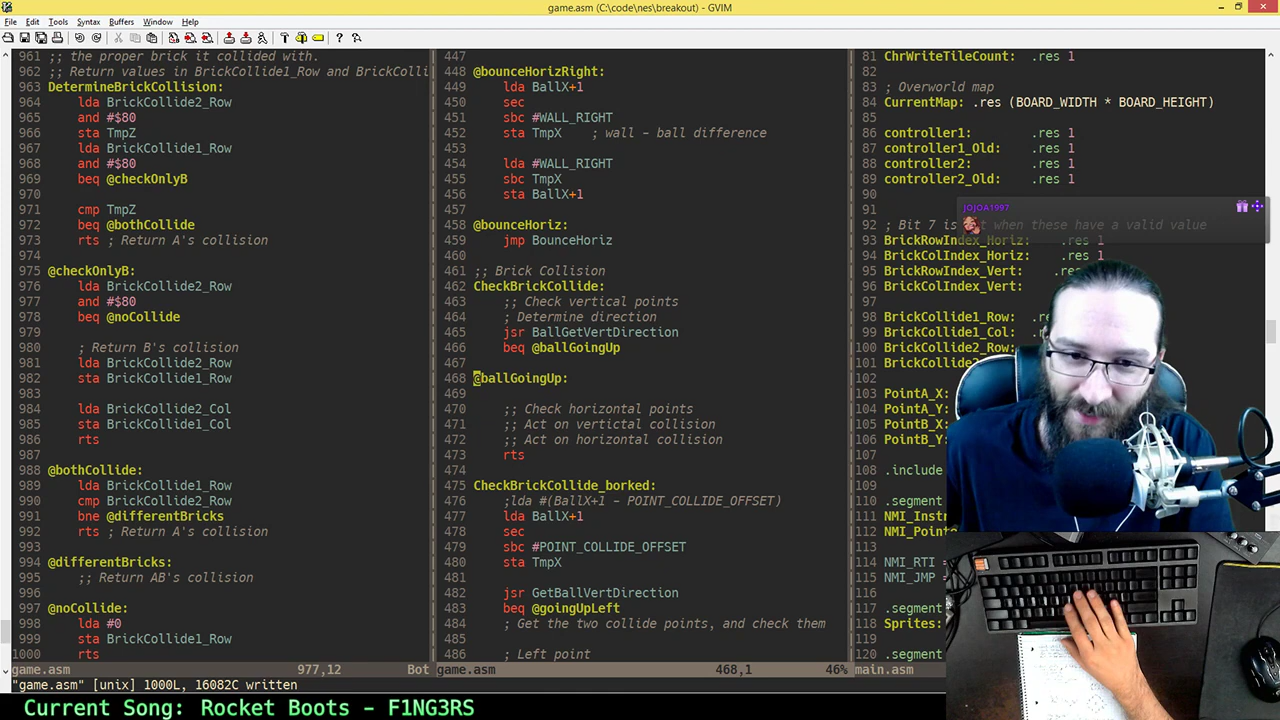 game.asm (C:\code\nes\breakout) - GVIM
File Edit Tools Syntax Buffers Window Help
961 ;; the proper brick it collided with.
962 ;; Return values in BrickCollide1_Row and BrickColli
963 DetermineBrickCollision:
964 lda BrickCollide2_Row
965 and #$80
966 sta TmpZ
967 lda BrickCollide1_Row
968 and #$80
969 beq @checkOnlyB
970
971 cmp TmpZ
972 beq @bothCollide
973 rts ; Return A's collision
974
975 @checkOnlyB:
976 lda BrickCollide2_Row
977 and #$80
978 beq @noCollide
979
980 ; Return B's collision
981 lda BrickCollide2_Row
982 sta BrickCollide1_Row
983
984 lda BrickCollide2_Col
985 sta BrickCollide1_Col
986 rts
987
988 @bothCollide:
989 lda BrickCollide1_Row
990 cmp BrickCollide2_Row
991 bne @differentBricks
992 rts ; Return A's collision
993
994 @differentBricks:
995 ;; Return AB's collision
996
997 @noCollide:
998 lda #0
999 sta BrickCollide1_Row
1000 rts
game.asm 977,12 Bot
447
448 @bounceHorizRight:
449 lda BallX+1
450 sec
451 sbc #WALL_RIGHT
452 sta TmpX ; wall - ball difference
453
454 lda #WALL_RIGHT
455 sbc TmpX
456 sta BallX+1
457
458 @bounceHoriz:
459 jmp BounceHoriz
460
461 ;; Brick Collision
462 CheckBrickCollide:
463 ;; Check vertical points
464 ; Determine direction
465 jsr BallGetVertDirection
466 beq @ballGoingUp
467
468 @ballGoingUp:
469
470 ;; Check horizontal points
471 ;; Act on vertictal collision
472 ;; Act on horizontal collision
473 rts
474
475 CheckBrickCollide_borked:
476 ;lda #(BallX+1 - POINT_COLLIDE_OFFSET)
477 lda BallX+1
478 sec
479 sbc #POINT_COLLIDE_OFFSET
480 sta TmpX
481
482 jsr GetBallVertDirection
483 beq @goingUpLeft
484 ; Get the two collide points, and check them
485
486 ; Left point
game.asm 468,1 46%
81 ChrWriteTileCount: .res 1
82
83 ; Overworld map
84 CurrentMap: .res (BOARD_WIDTH * BOARD_HEIGHT)
85
86 controller1: .res 1
87 controller1_Old: .res 1
88 controller2: .res 1
89 controller2_Old: .res 1
90
91
JOJOA1997
92 ; Bit 7 is when these have a valid value
93 BrickRowIndex_Horiz: .res 1
94 BrickColIndex_Horiz: .res 1
95 BrickRowIndex_Vert: .res
96 BrickColIndex_Vert:
97
98 BrickCollide1_Row:
99 BrickCollide1_Col:
100 BrickCollide2_Row:
101 BrickCollide
102
103 PointA_X:
104 PointA_Y:
105 PointB_X:
106 PointB_Y:
107
108 .include
109
110 .segment
111 NMI_Inst
112 NMI_Point
113
114 NMI_RTI =
115 NMI_JMP =
116
117 .segment
118 Sprites:
119
120 .segment
main.asm
"game.asm" [unix] 1000L, 16082C written
Current Song: Rocket Boots - F1NG3RS